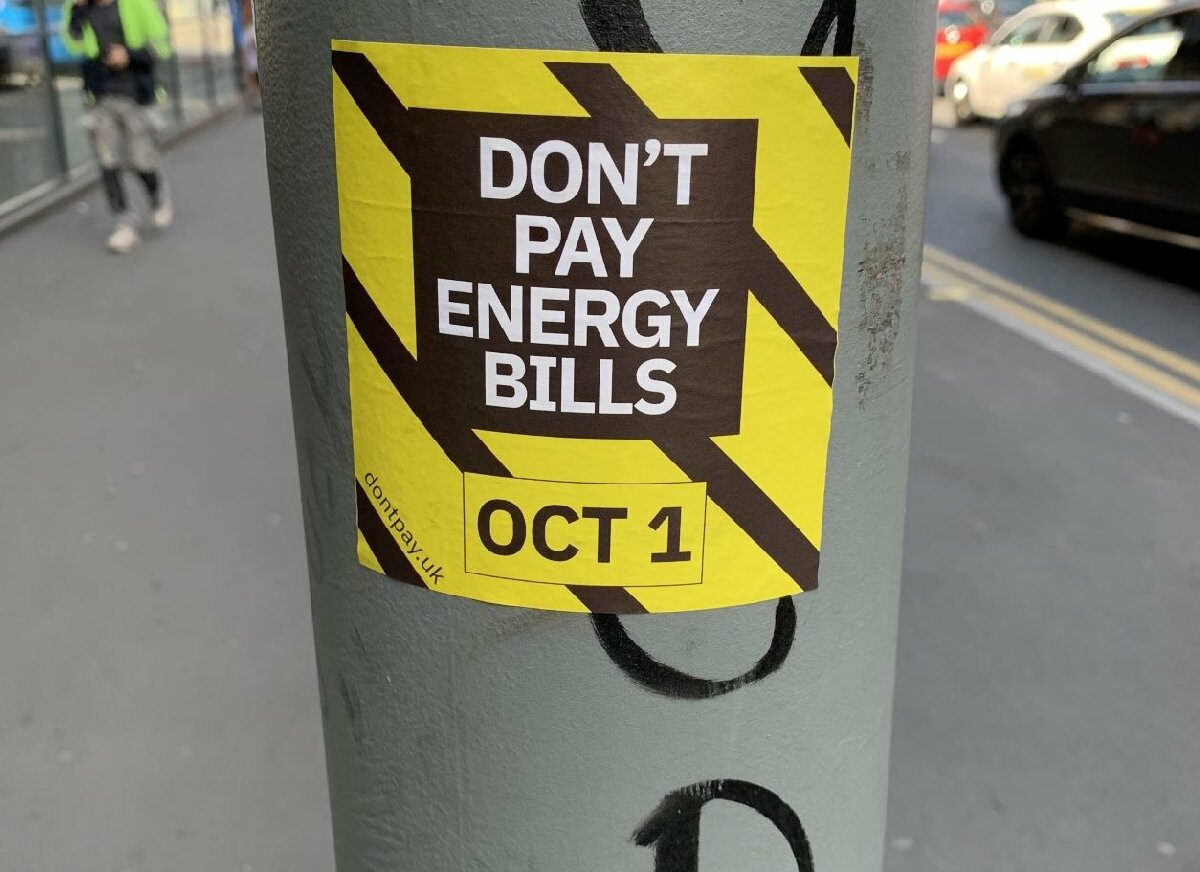 DON'T
PAY
ENERGY
BILLS
OCT 1
dontpay.uk